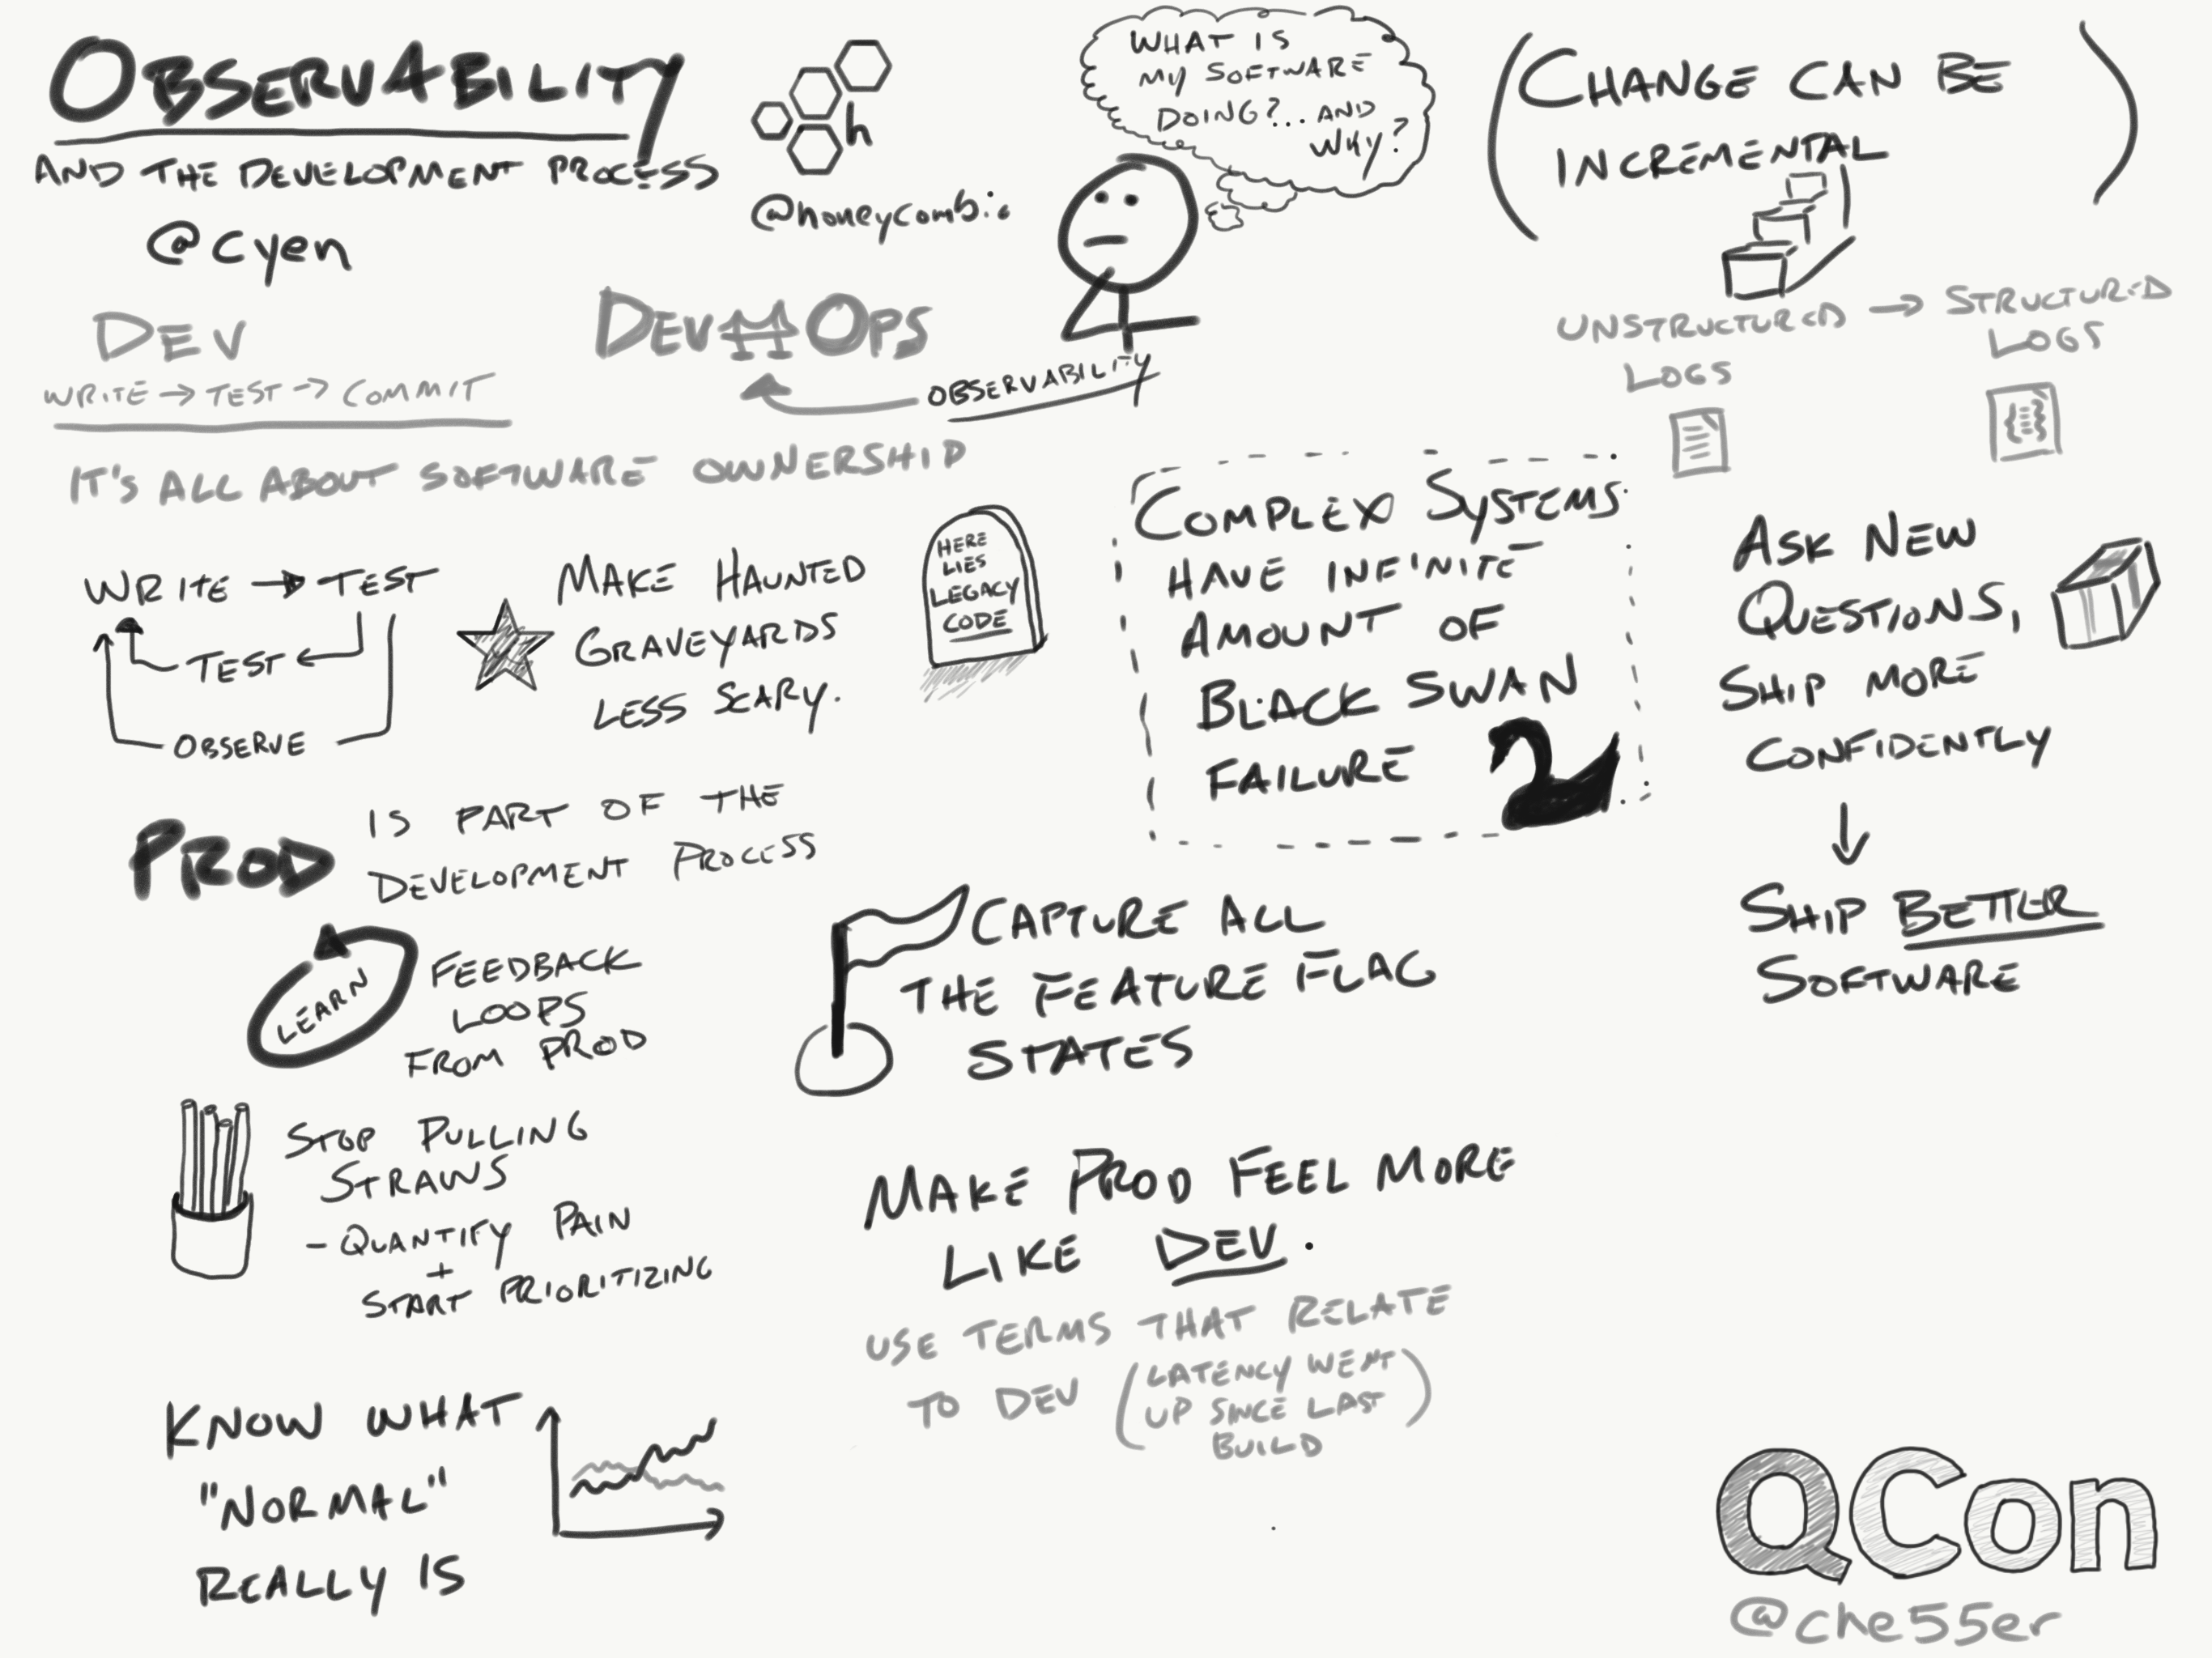 OBSERVABILITY
AND THE DEVELOPMENT PROCESS
@cyen
h
@honeycombio
WHAT IS
MY SOFTWARE
DOING?...AND
WHY?
(CHANGE CAN BE
INCREMENTAL)
UNSTRUCTURED → STRUCTURED
LOGS
LOGS
DEV
WRITE → TEST → COMMIT
DEV OPS
OBSERVABILITY
IT'S ALL ABOUT SOFTWARE OWNERSHIP
WRITE → TEST
TEST
OBSERVE
MAKE HAUNTED
GRAVEYARDS
LESS SCARY.
HERE
LIES
LEGACY
CODE
COMPLEX SYSTEMS
HAVE INFINITE
AMOUNT OF
BLACK SWAN
FAILURE
ASK NEW
QUESTIONS,
SHIP MORE
CONFIDENTLY
↓
SHIP BETTER
SOFTWARE
PROD IS PART OF THE
DEVELOPMENT PROCESS
LEARN
FEEDBACK
LOOPS
FROM PROD
CAPTURE ALL
THE FEATURE FLAG
STATES
STOP PULLING
STRAWS
- QUANTIFY PAIN
+
START PRIORITIZING
MAKE PROD FEEL MORE
LIKE DEV.
USE TERMS THAT RELATE
TO DEV (LATENCY WENT
UP SINCE LAST
BUILD)
KNOW WHAT
"NORMAL"
REALLY IS
QCon
@che55er